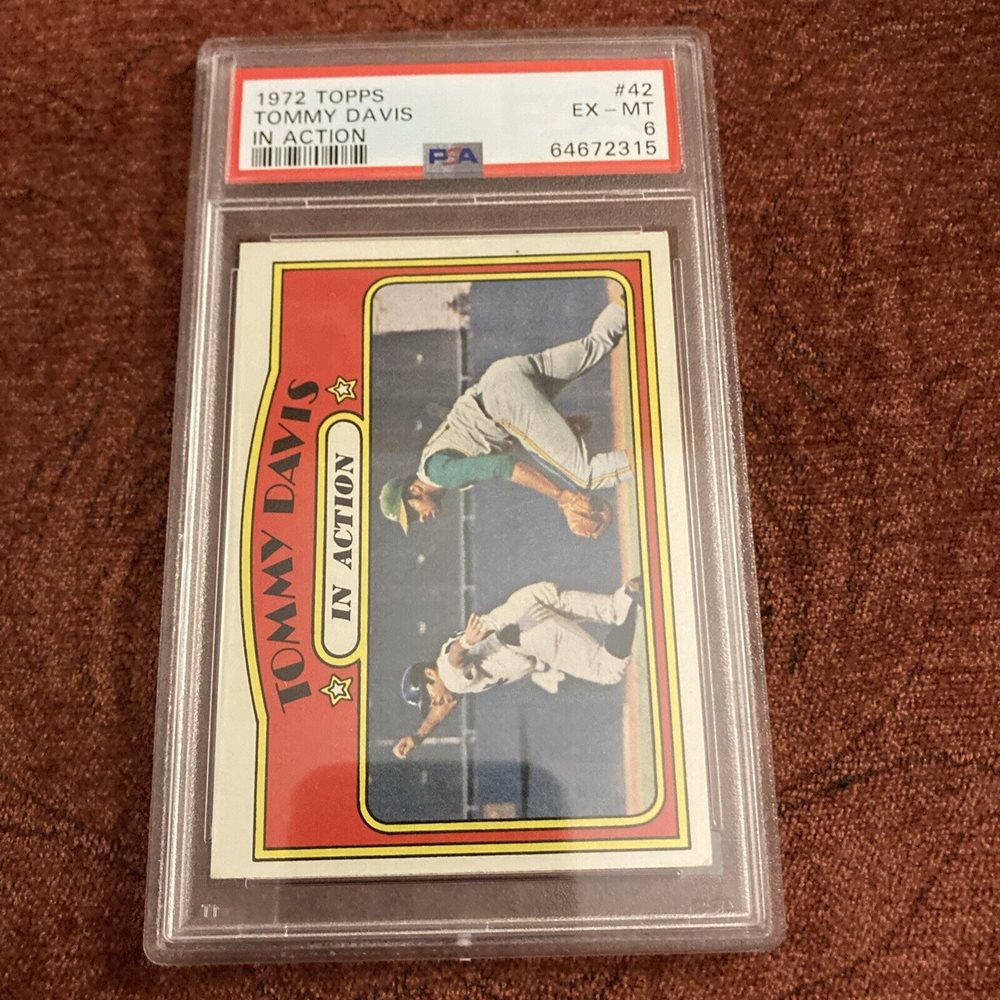 1972 TOPPS #42
TOMMY DAVIS EX - MT
IN ACTION 6
PSA 64672315
TOMMY DAVIS
IN ACTION